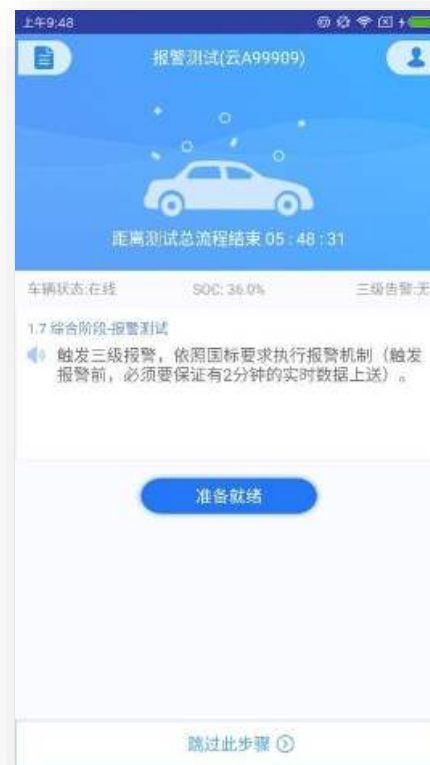 上午9:48
报警测试(云A99909)
距离测试总流程结束 05:48:31
车辆状态:在线 SOC: 36.0% 三级告警:无
1.7 综合阶段-报警测试
触发三级报警，依照国标要求执行报警机制（触发
报警前，必须要保证有2分钟的实时数据上送）。
准备就绪
跳过此步骤